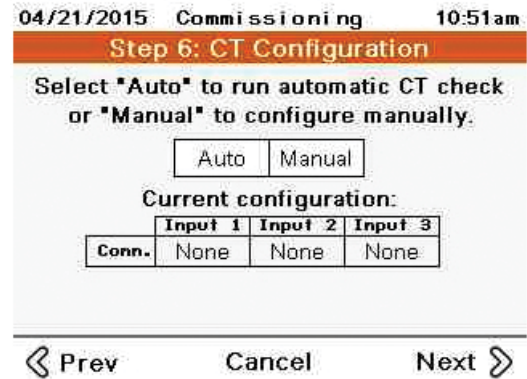 04/21/2015 Commissioning 10:51am
Step 6: CT Configuration
Select "Auto" to run automatic CT check
or "Manual" to configure manually.
Auto Manual
Current configuration:
Input 1 Input 2 Input 3
Conn. None None None
Prev Cancel Next